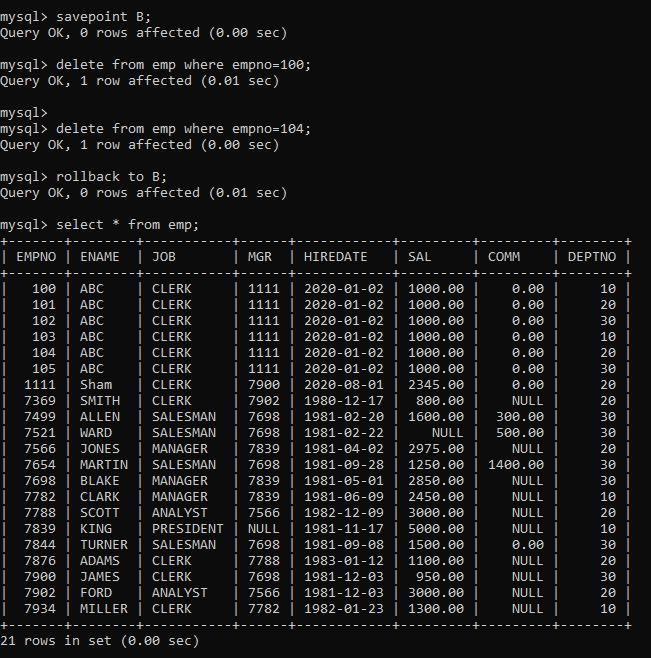 mysql> savepoint B;
Query OK, 0 rows affected (0.00 sec)

mysql> delete from emp where empno=100;
Query OK, 1 row affected (0.01 sec)

mysql>
mysql> delete from emp where empno=104;
Query OK, 1 row affected (0.00 sec)

mysql> rollback to B;
Query OK, 0 rows affected (0.01 sec)

mysql> select * from emp;
+-------+--------+-----------+------+------------+---------+---------+--------+
| EMPNO | ENAME  | JOB       | MGR  | HIREDATE   | SAL     | COMM    | DEPTNO |
+-------+--------+-----------+------+------------+---------+---------+--------+
|   100 | ABC    | CLERK     | 1111 | 2020-01-02 | 1000.00 |    0.00 |     10 |
|   101 | ABC    | CLERK     | 1111 | 2020-01-02 | 1000.00 |    0.00 |     20 |
|   102 | ABC    | CLERK     | 1111 | 2020-01-02 | 1000.00 |    0.00 |     30 |
|   103 | ABC    | CLERK     | 1111 | 2020-01-02 | 1000.00 |    0.00 |     10 |
|   104 | ABC    | CLERK     | 1111 | 2020-01-02 | 1000.00 |    0.00 |     20 |
|   105 | ABC    | CLERK     | 1111 | 2020-01-02 | 1000.00 |    0.00 |     30 |
|  1111 | Sham   | CLERK     | 7900 | 2020-08-01 | 2345.00 |    0.00 |     20 |
|  7369 | SMITH  | CLERK     | 7902 | 1980-12-17 |  800.00 |    NULL |     20 |
|  7499 | ALLEN  | SALESMAN  | 7698 | 1981-02-20 | 1600.00 |  300.00 |     30 |
|  7521 | WARD   | SALESMAN  | 7698 | 1981-02-22 |    NULL |  500.00 |     30 |
|  7566 | JONES  | MANAGER   | 7839 | 1981-04-02 | 2975.00 |    NULL |     20 |
|  7654 | MARTIN | SALESMAN  | 7698 | 1981-09-28 | 1250.00 | 1400.00 |     30 |
|  7698 | BLAKE  | MANAGER   | 7839 | 1981-05-01 | 2850.00 |    NULL |     30 |
|  7782 | CLARK  | MANAGER   | 7839 | 1981-06-09 | 2450.00 |    NULL |     10 |
|  7788 | SCOTT  | ANALYST   | 7566 | 1982-12-09 | 3000.00 |    NULL |     20 |
|  7839 | KING   | PRESIDENT | NULL | 1981-11-17 | 5000.00 |    NULL |     10 |
|  7844 | TURNER | SALESMAN  | 7698 | 1981-09-08 | 1500.00 |    0.00 |     30 |
|  7876 | ADAMS  | CLERK     | 7788 | 1983-01-12 | 1100.00 |    NULL |     20 |
|  7900 | JAMES  | CLERK     | 7698 | 1981-12-03 |  950.00 |    NULL |     30 |
|  7902 | FORD   | ANALYST   | 7566 | 1981-12-03 | 3000.00 |    NULL |     20 |
|  7934 | MILLER | CLERK     | 7782 | 1982-01-23 | 1300.00 |    NULL |     10 |
+-------+--------+-----------+------+------------+---------+---------+--------+
21 rows in set (0.00 sec)